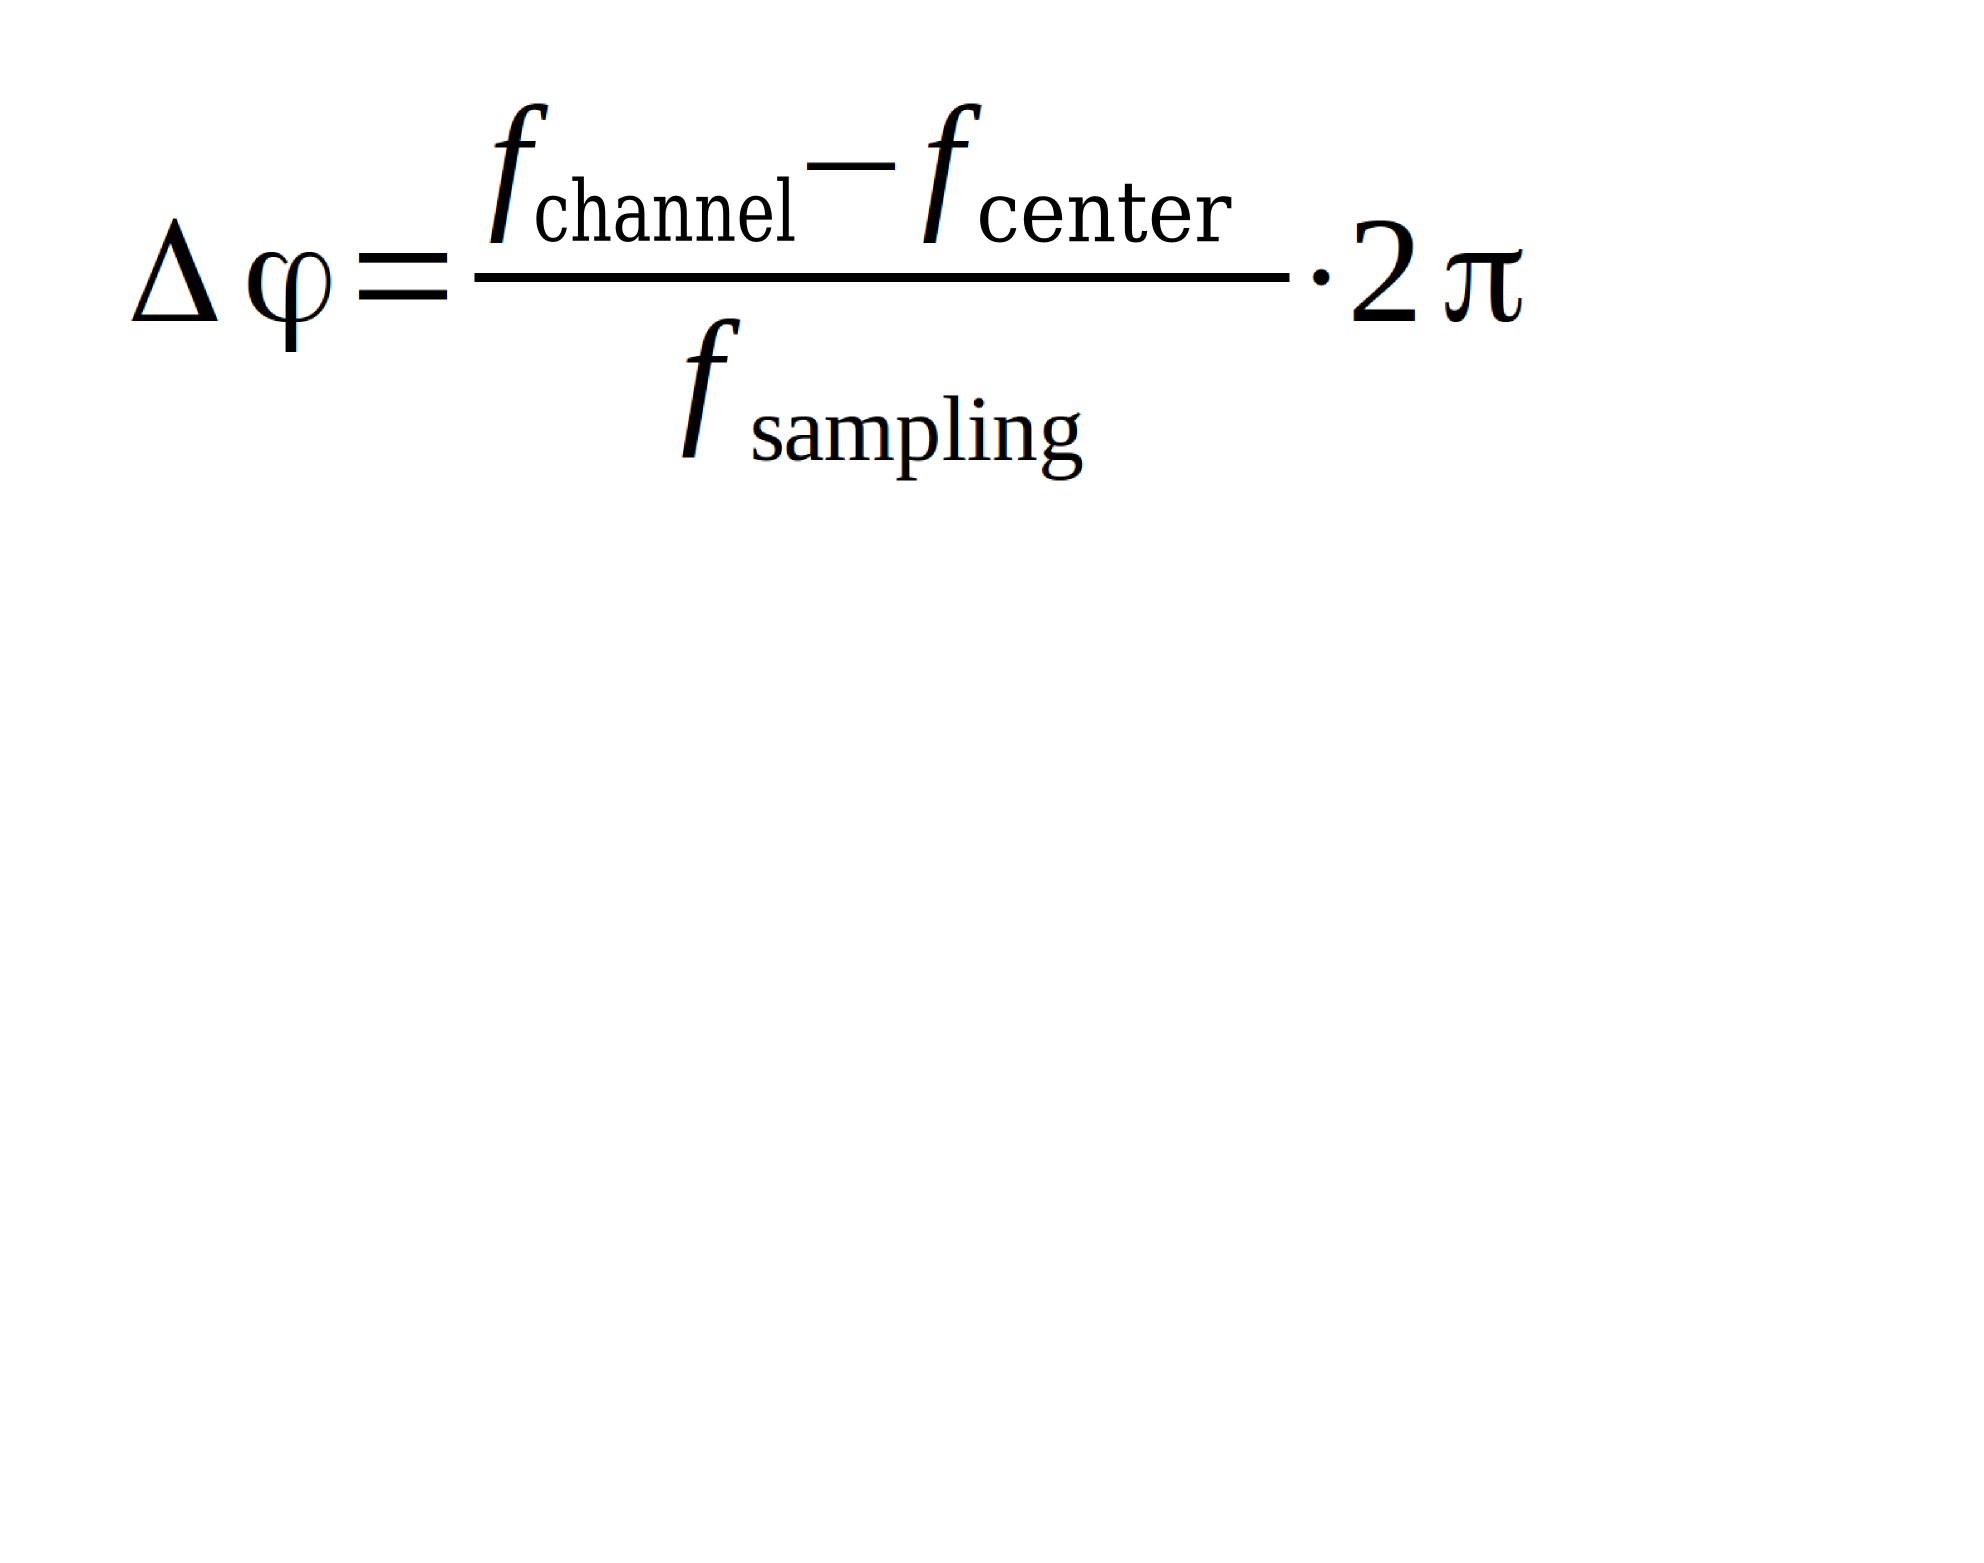 Δφ = (f_channel − f_center) / f_sampling · 2π